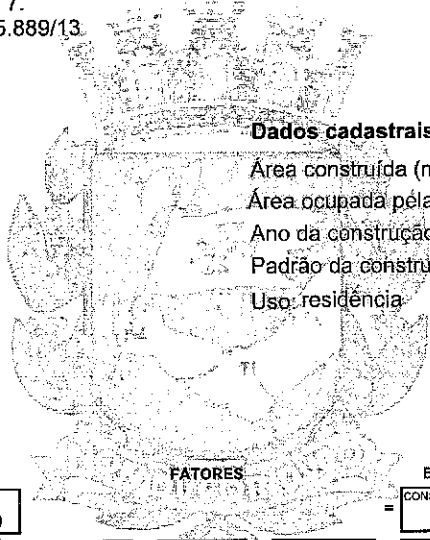 7.
5.889/13
Dados cadastrais
Área construída (m
Área ocupada pela
Ano da construção
Padrão da constru
Uso: residência
FATORES